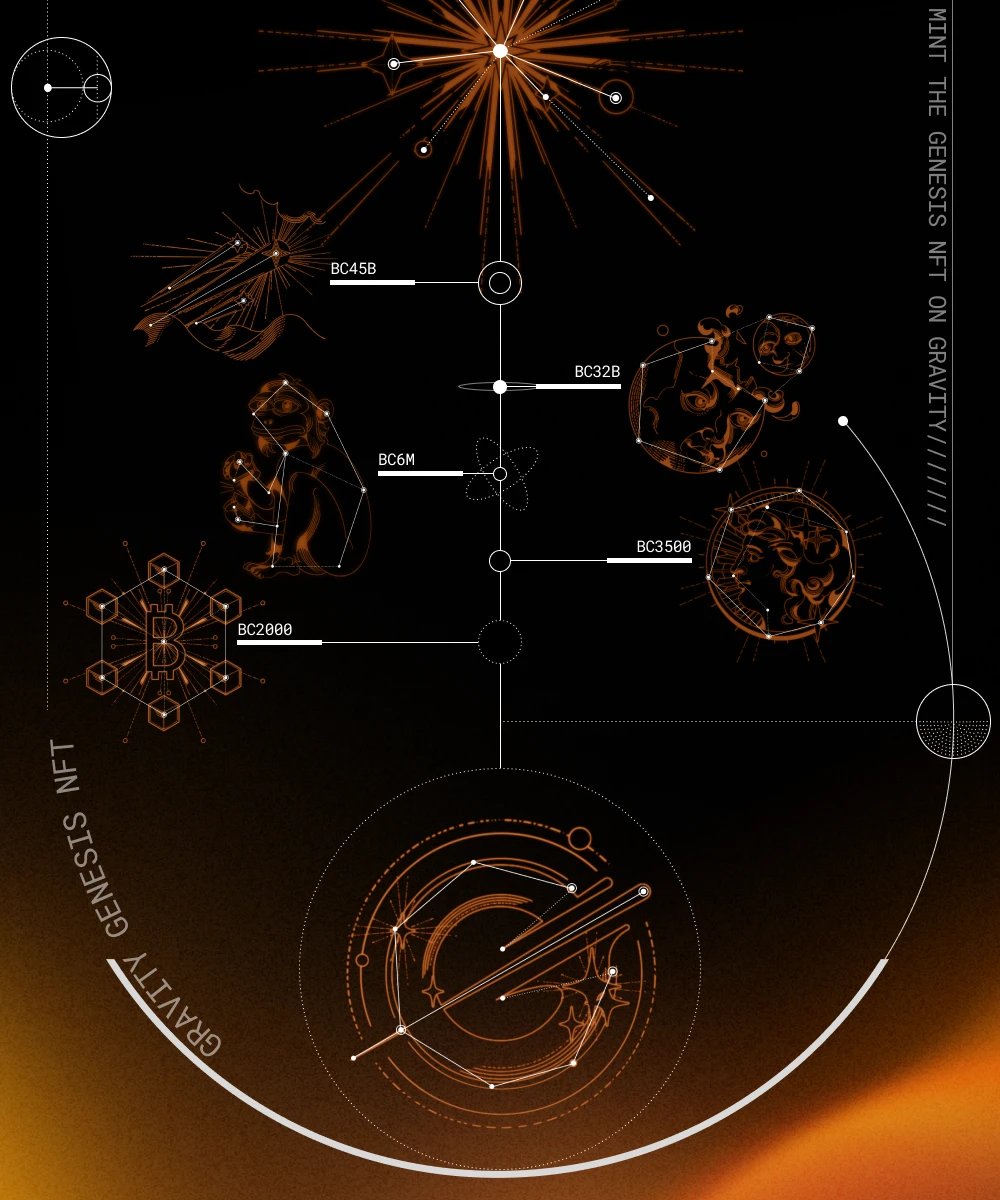 MINT THE GENESIS NFT ON GRAVITY///////
BC45B
BC32B
BC6M
BC3500
BC2000
GRAVITY GENESIS NFT